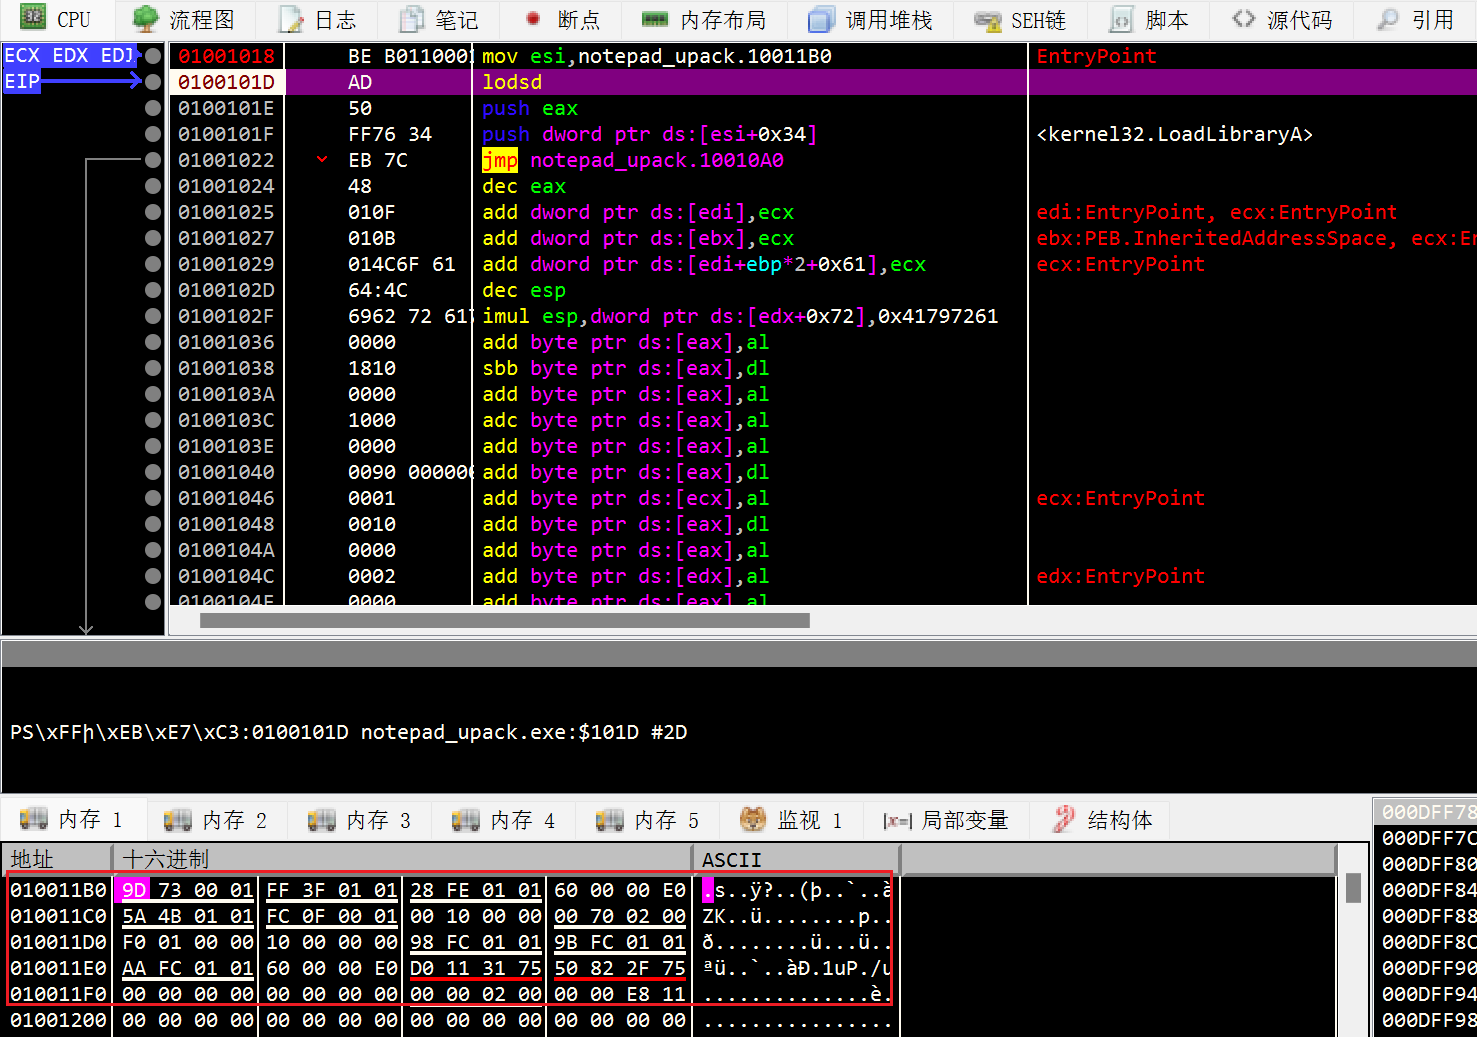 CPU 流程图 日志 笔记 断点 内存布局 调用堆栈 SEH链 脚本 源代码 引用
ECX EDX EDI 01001018 BE B0110001 mov esi,notepad_upack.10011B0 EntryPoint
EIP 0100101D AD lodsd
0100101E 50 push eax
0100101F FF76 34 push dword ptr ds:[esi+0x34] <kernel32.LoadLibraryA>
01001022 EB 7C jmp notepad_upack.10010A0
01001024 48 dec eax
01001025 010F add dword ptr ds:[edi],ecx edi:EntryPoint, ecx:EntryPoint
01001027 010B add dword ptr ds:[ebx],ecx ebx:PEB.InheritedAddressSpace, ecx:En
01001029 014C6F 61 add dword ptr ds:[edi+ebp*2+0x61],ecx ecx:EntryPoint
0100102D 64:4C dec esp
0100102F 6962 72 617 imul esp,dword ptr ds:[edx+0x72],0x41797261
01001036 0000 add byte ptr ds:[eax],al
01001038 1810 sbb byte ptr ds:[eax],dl
0100103A 0000 add byte ptr ds:[eax],al
0100103C 1000 adc byte ptr ds:[eax],al
0100103E 0000 add byte ptr ds:[eax],al
01001040 0090 000000 add byte ptr ds:[eax],dl
01001046 0001 add byte ptr ds:[ecx],al ecx:EntryPoint
01001048 0010 add byte ptr ds:[eax],dl
0100104A 0000 add byte ptr ds:[eax],al
0100104C 0002 add byte ptr ds:[edx],al edx:EntryPoint
0100104E 0000 add byte ptr ds:[eax],al
PS\xFFի\xEB\xE7\xC3:0100101D notepad_upack.exe:$101D #2D
内存 1 内存 2 内存 3 内存 4 内存 5 监视 1 |x=| 局部变量 结构体
地址 十六进制 ASCII
010011B0 9D 73 00 01 FF 3F 01 01 28 FE 01 01 60 00 00 E0 .s..ÿ?..(þ..`..à
010011C0 5A 4B 01 01 FC 0F 00 01 00 10 00 00 00 70 02 00 ZK..ü........p..
010011D0 F0 01 00 00 10 00 00 00 98 FC 01 01 9B FC 01 01 ð........ü...ü..
010011E0 AA FC 01 01 60 00 00 E0 D0 11 31 75 50 82 2F 75 ªü..`..àÐ.1uP./u
010011F0 00 00 00 00 00 00 00 00 00 00 02 00 00 00 E8 11 ..............è.
01001200 00 00 00 00 00 00 00 00 00 00 00 00 00 00 00 00 ................
000DFF78
000DFF7C
000DFF80
000DFF84
000DFF88
000DFF8C
000DFF90
000DFF94
000DFF98